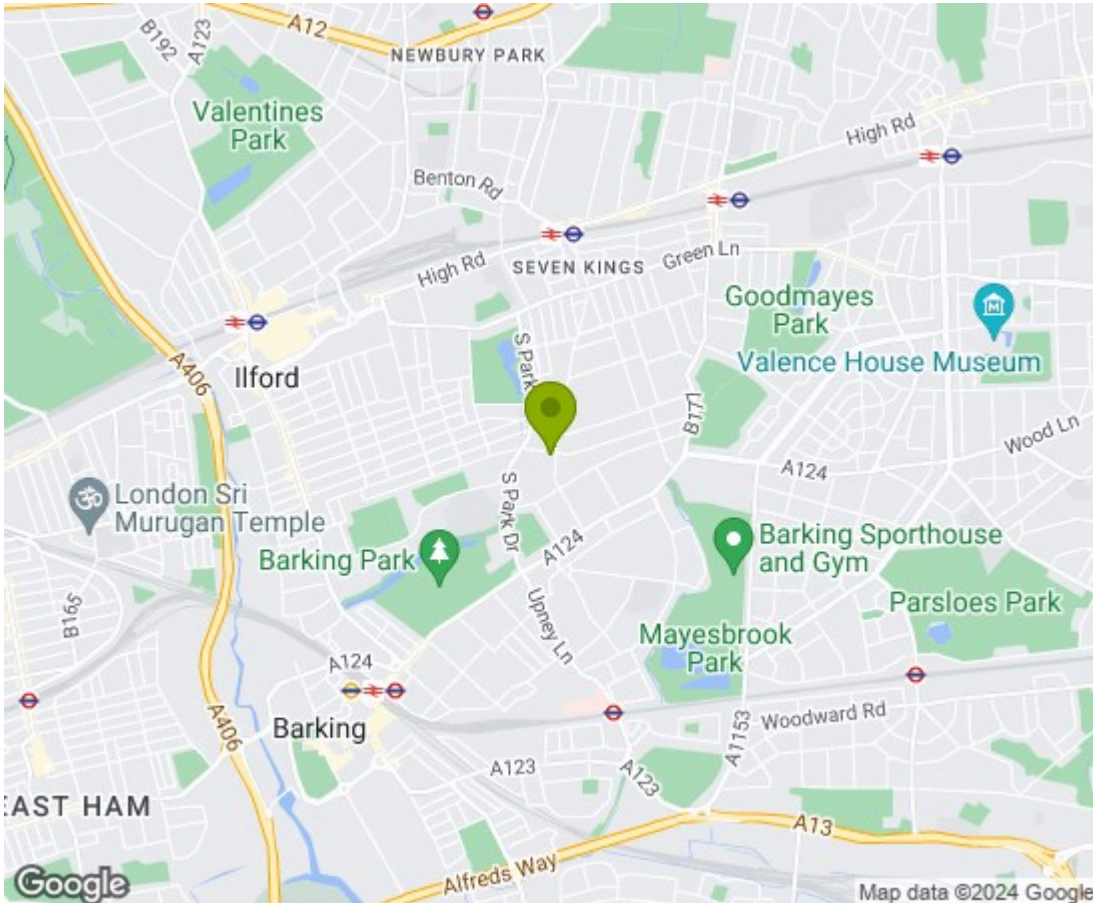 A12
B192
A123
NEWBURY PARK
Valentines
Park
High Rd
Benton Rd
High Rd
SEVEN KINGS
Green Ln
Goodmayes
Park
M
Valence House Museum
A406
Ilford
S Park
B177
Wood Ln
A124
London Sri
Murugan Temple
S Park Dr
A124
Barking Park
Barking Sporthouse
and Gym
Parsloes Park
B165
Upney Ln
Mayesbrook
Park
A124
A406
Barking
A1153
Woodward Rd
A123
A123
EAST HAM
A13
Alfreds Way
Google
Map data ©2024 Google